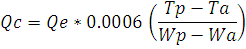 Qc = Qe * 0.0006 ( (Tp − Ta) / (Wp − Wa) )